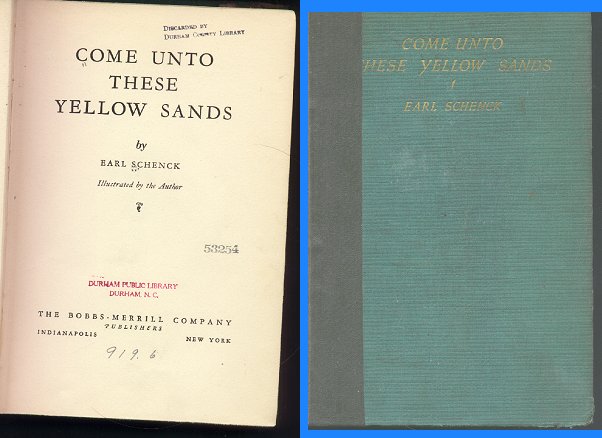 DISCARDED BY
DURHAM COUNTY LIBRARY
COME UNTO
THESE
YELLOW SANDS
by
EARL SCHENCK
Illustrated by the Author
53254
DURHAM PUBLIC LIBRARY
DURHAM, N. C.
THE BOBBS-MERRILL COMPANY
PUBLISHERS
INDIANAPOLIS NEW YORK
919.6
COME UNTO
THESE YELLOW SANDS
EARL SCHENCK